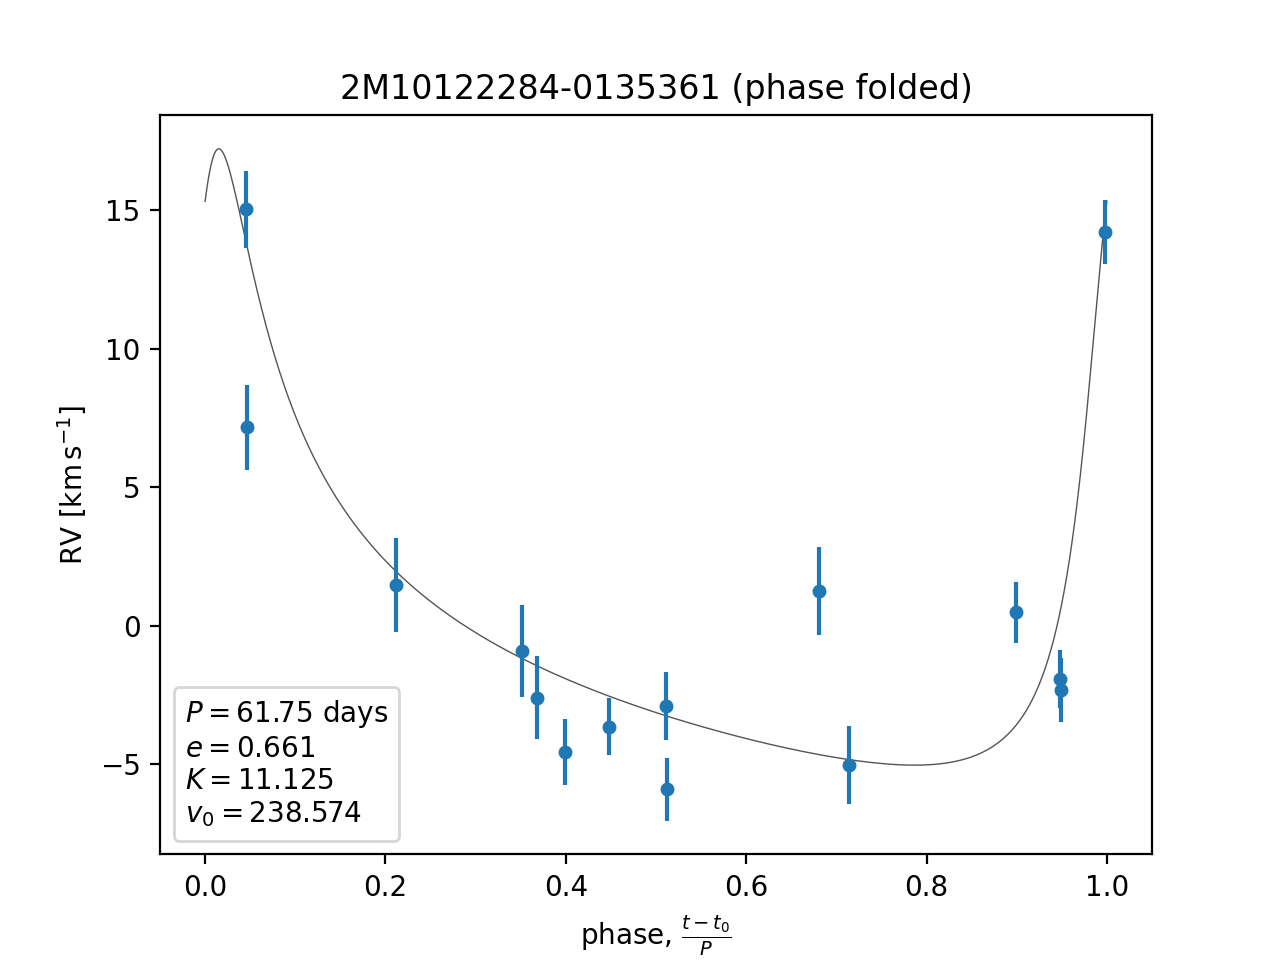 2M10122284-0135361 (phase folded)
RV [km s⁻¹]
15
10
5
0
−5
P = 61.75 days
e = 0.661
K = 11.125
v₀ = 238.574
0.0 0.2 0.4 0.6 0.8 1.0
phase, (t − t₀)/P